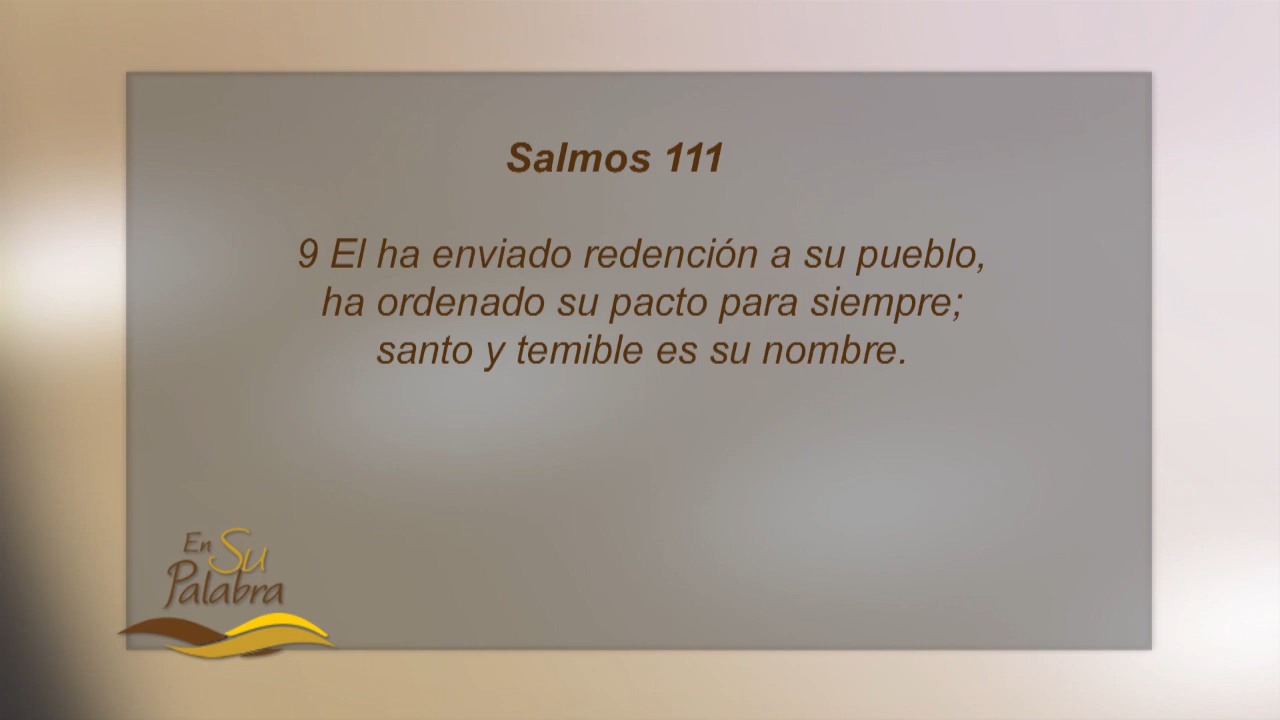 Salmos 111
9 El ha enviado redención a su pueblo,
ha ordenado su pacto para siempre;
santo y temible es su nombre.
En Su
Palabra